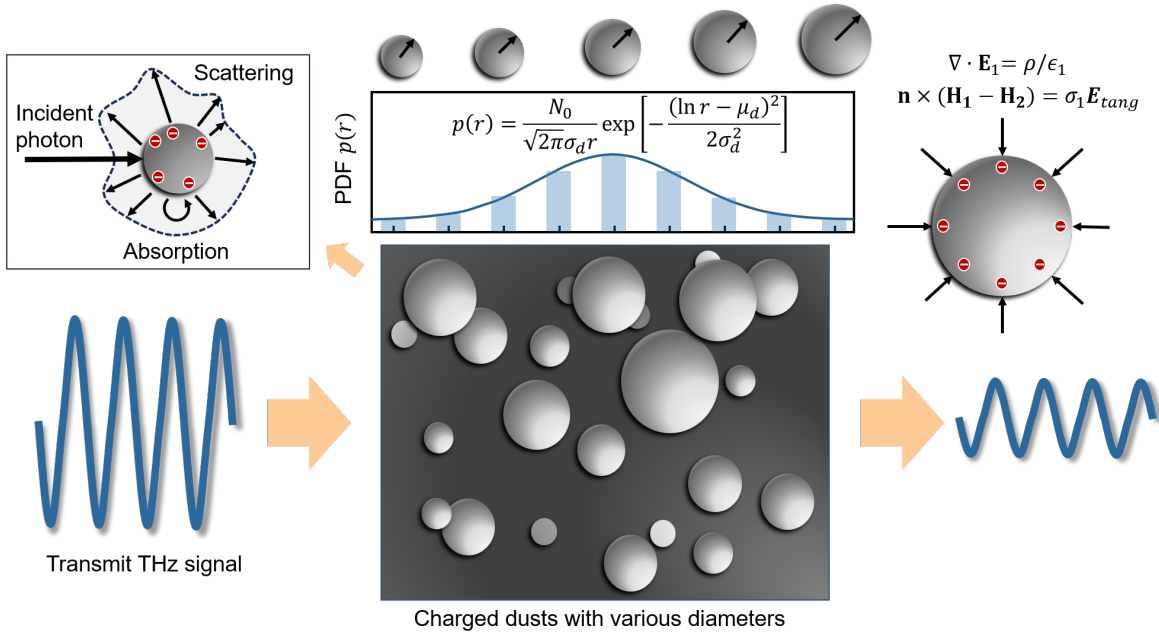 Scattering
Incident
photon
Absorption
PDF p(r)
p(r) = N₀/(√(2π)σ_d r) exp[−(ln r − μ_d)²/(2σ_d²)]
∇ · E₁= ρ/ϵ₁
n × (H₁ − H₂) = σ₁E_tang
Transmit THz signal
Charged dusts with various diameters